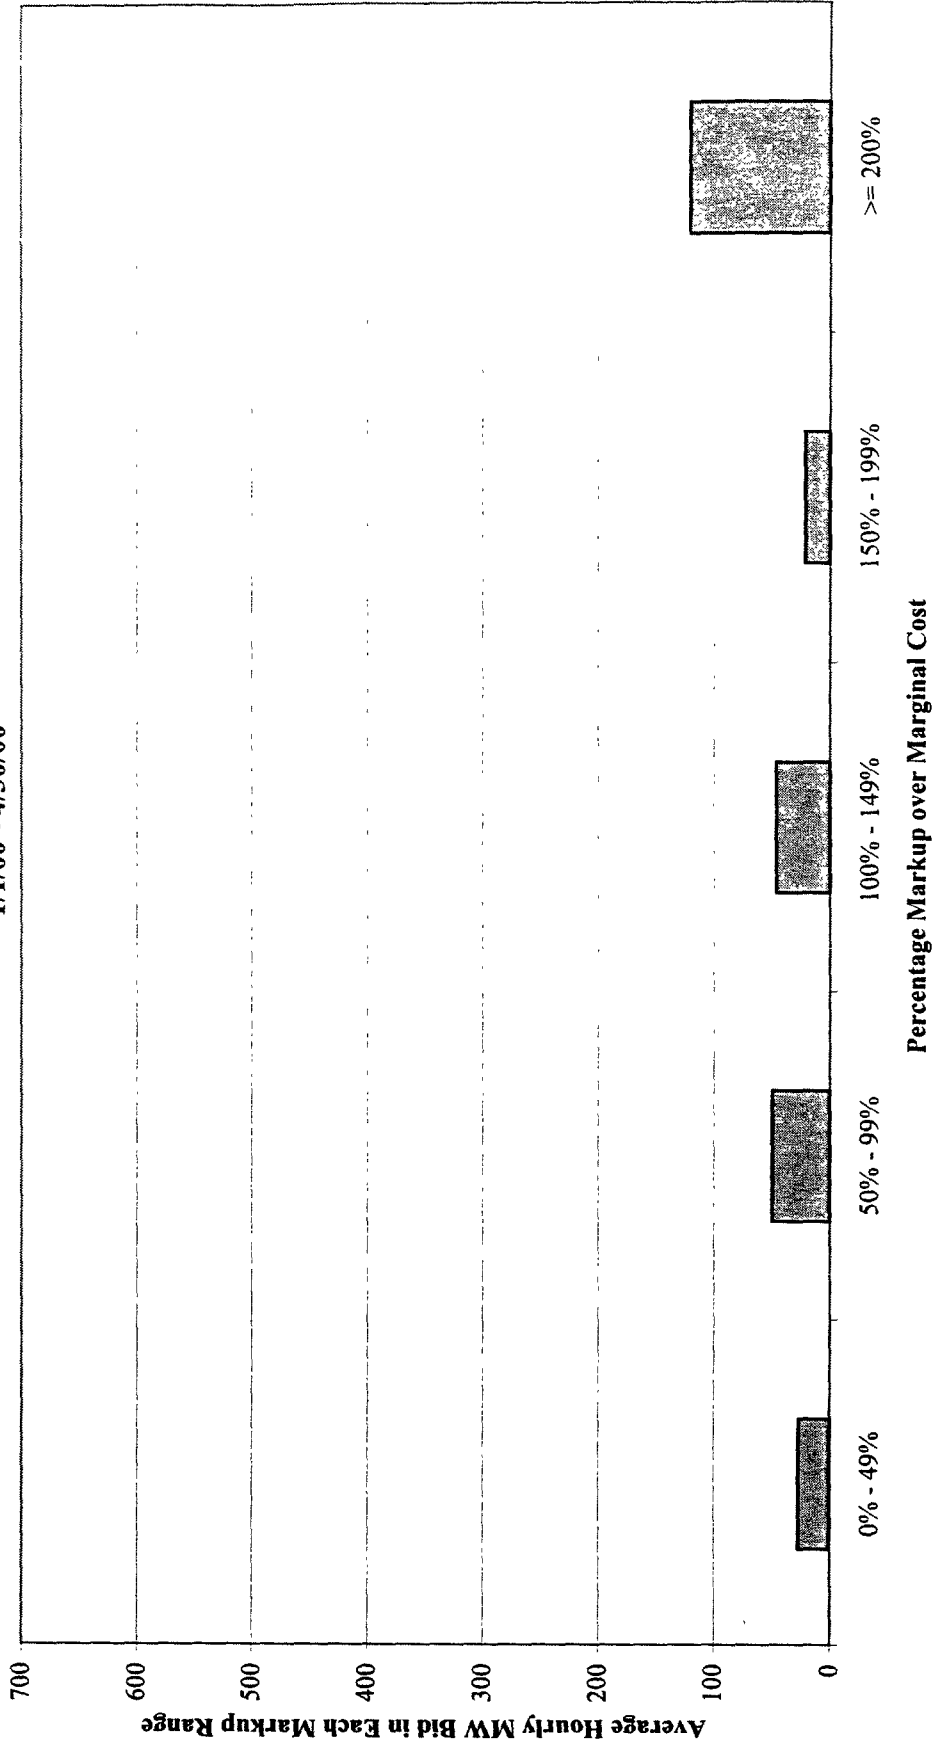 700
600
500
400
300
200
100
0
Average Hourly MW Bid in Each Markup Range
0% - 49%
50% - 99%
100% - 149%
150% - 199%
>= 200%
Percentage Markup over Marginal Cost